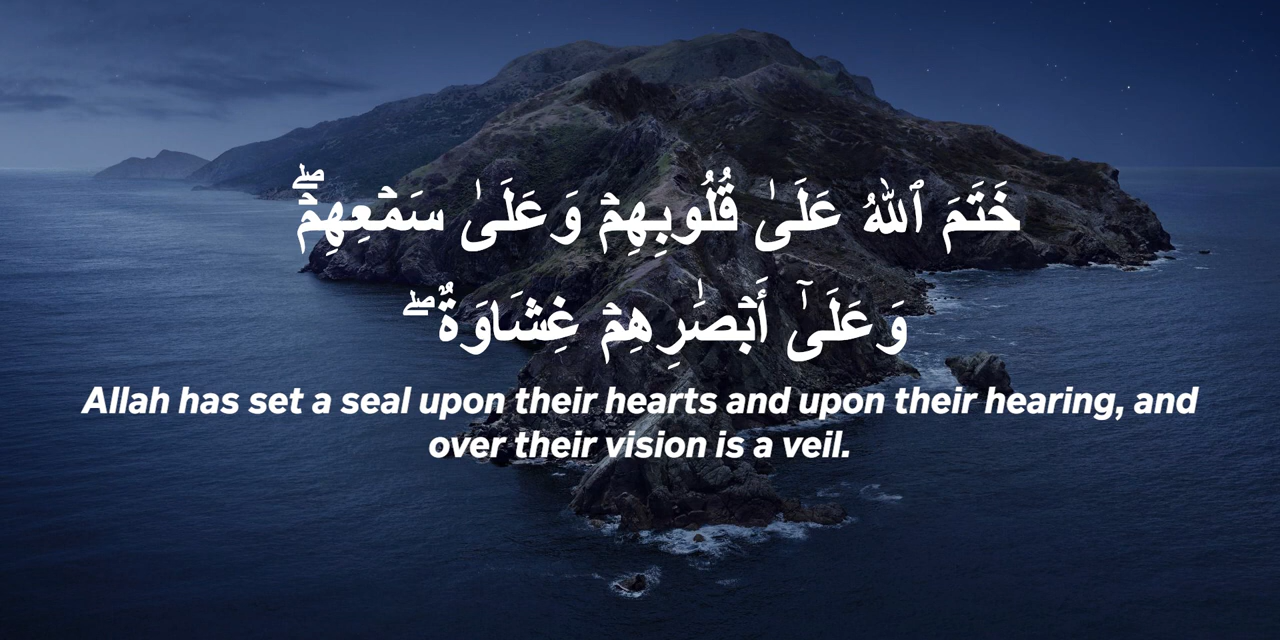 خَتَمَ ٱللَّهُ عَلَىٰ قُلُوبِهِمۡ وَعَلَىٰ سَمۡعِهِمۡۖ
وَعَلَىٰٓ أَبۡصَٰرِهِمۡ غِشَاوَةٌۖ
Allah has set a seal upon their hearts and upon their hearing, and
over their vision is a veil.